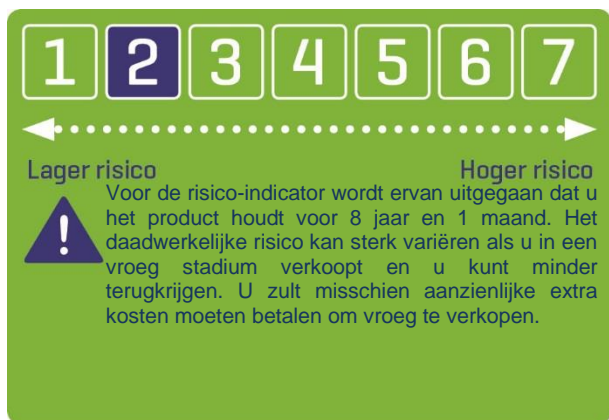 1 2 3 4 5 6 7
Lager risico Hoger risico
Voor de risico-indicator wordt ervan uitgegaan dat u
het product houdt voor 8 jaar en 1 maand. Het
daadwerkelijke risico kan sterk variëren als u in een
vroeg stadium verkoopt en u kunt minder
terugkrijgen. U zult misschien aanzienlijke extra
kosten moeten betalen om vroeg te verkopen.